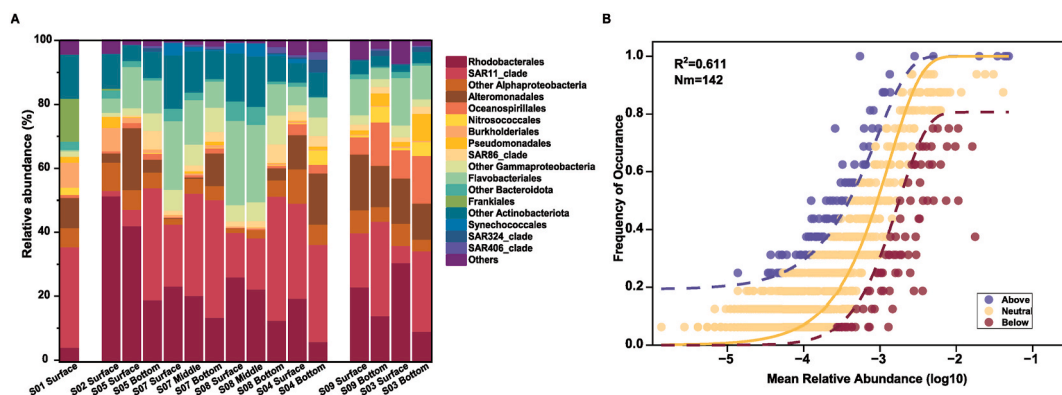 A
Relative abundance (%)
100
80
60
40
20
0
S01 Surface
S02 Surface
S05 Surface
S05 Bottom
S07 Surface
S07 Middle
S07 Bottom
S08 Surface
S08 Middle
S08 Bottom
S04 Surface
S04 Bottom
S09 Surface
S09 Bottom
S03 Surface
S03 Bottom
Rhodobacterales
SAR11_clade
Other Alphaproteobacteria
Alteromonadales
Oceanospirillales
Nitrosococcales
Burkholderiales
Pseudomonadales
SAR86_clade
Other Gammaproteobacteria
Flavobacteriales
Other Bacteroidota
Frankiales
Other Actinobacteriota
Synechococcales
SAR324_clade
SAR406_clade
Others
B
R²=0.611
Nm=142
Frequency of Occurance
1.0
0.8
0.6
0.4
0.2
0.0
−5
−4
−3
−2
−1
Mean Relative Abundance (log10)
Above
Neutral
Below